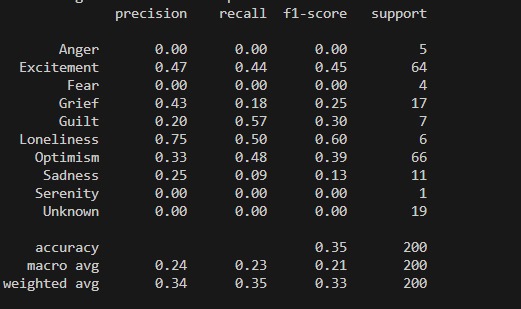 precision recall f1-score support
Anger 0.00 0.00 0.00 5
Excitement 0.47 0.44 0.45 64
Fear 0.00 0.00 0.00 4
Grief 0.43 0.18 0.25 17
Guilt 0.20 0.57 0.30 7
Loneliness 0.75 0.50 0.60 6
Optimism 0.33 0.48 0.39 66
Sadness 0.25 0.09 0.13 11
Serenity 0.00 0.00 0.00 1
Unknown 0.00 0.00 0.00 19
accuracy 0.35 200
macro avg 0.24 0.23 0.21 200
weighted avg 0.34 0.35 0.33 200